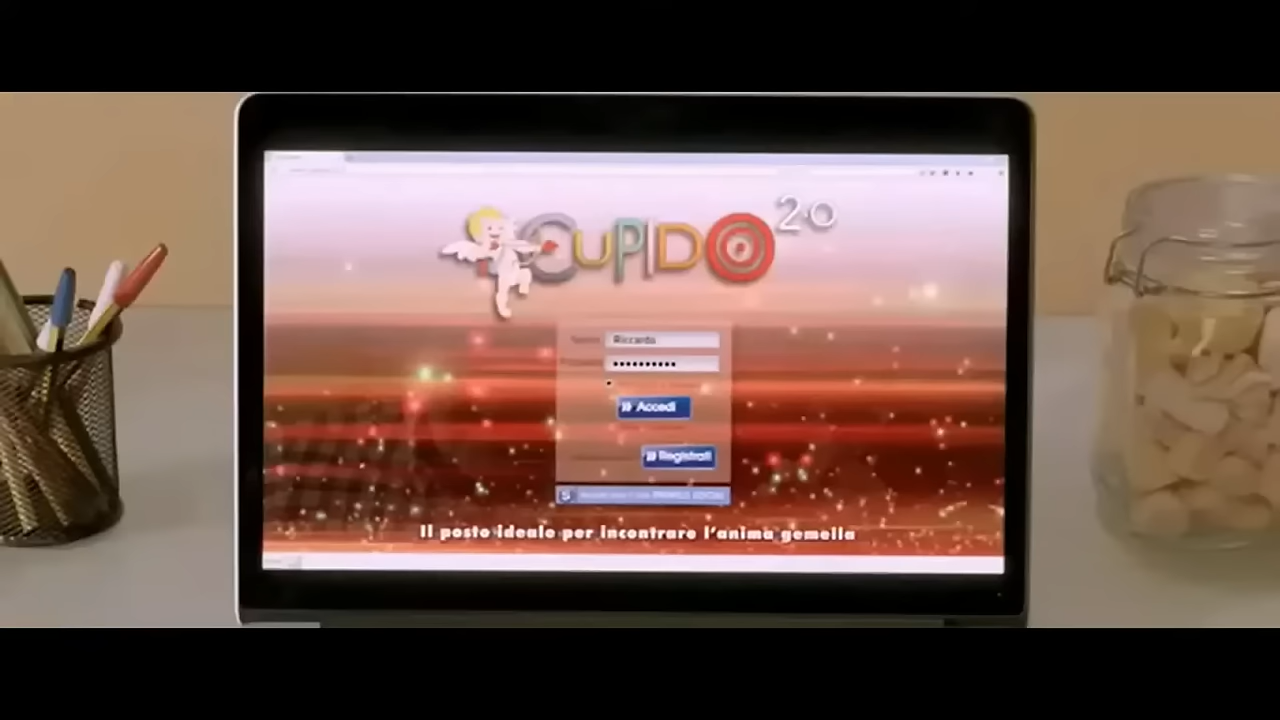 CUPIDO 2.0
Riccardo
Accedi
Registrati
Il posto ideale per incontrare l'anima gemella